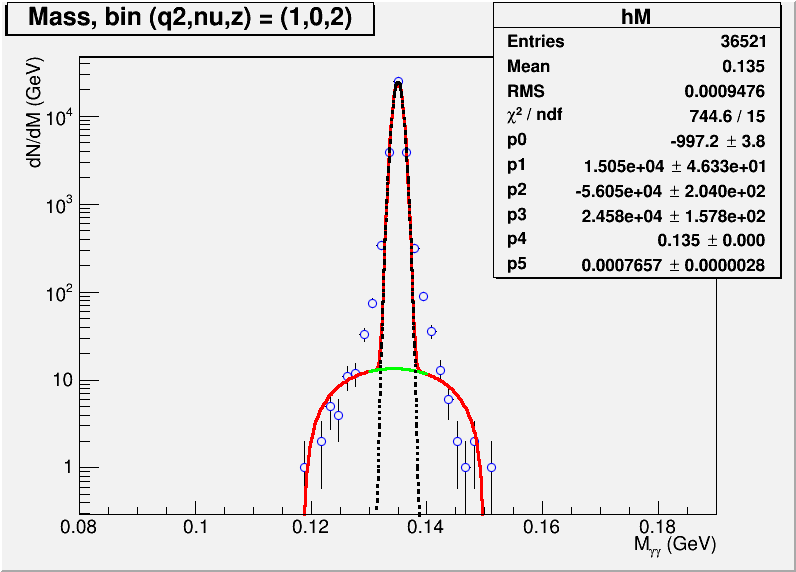 Mass, bin (q2,nu,z) = (1,0,2)
hM
Entries 36521
Mean 0.135
RMS 0.0009476
χ² / ndf 744.6 / 15
p0 -997.2 ± 3.8
p1 1.505e+04 ± 4.633e+01
p2 -5.605e+04 ± 2.040e+02
p3 2.458e+04 ± 1.578e+02
p4 0.135 ± 0.000
p5 0.0007657 ± 0.0000028
dN/dM (GeV)
10⁴
10³
10²
10
1
0.08 0.1 0.12 0.14 0.16 0.18
Mγγ (GeV)